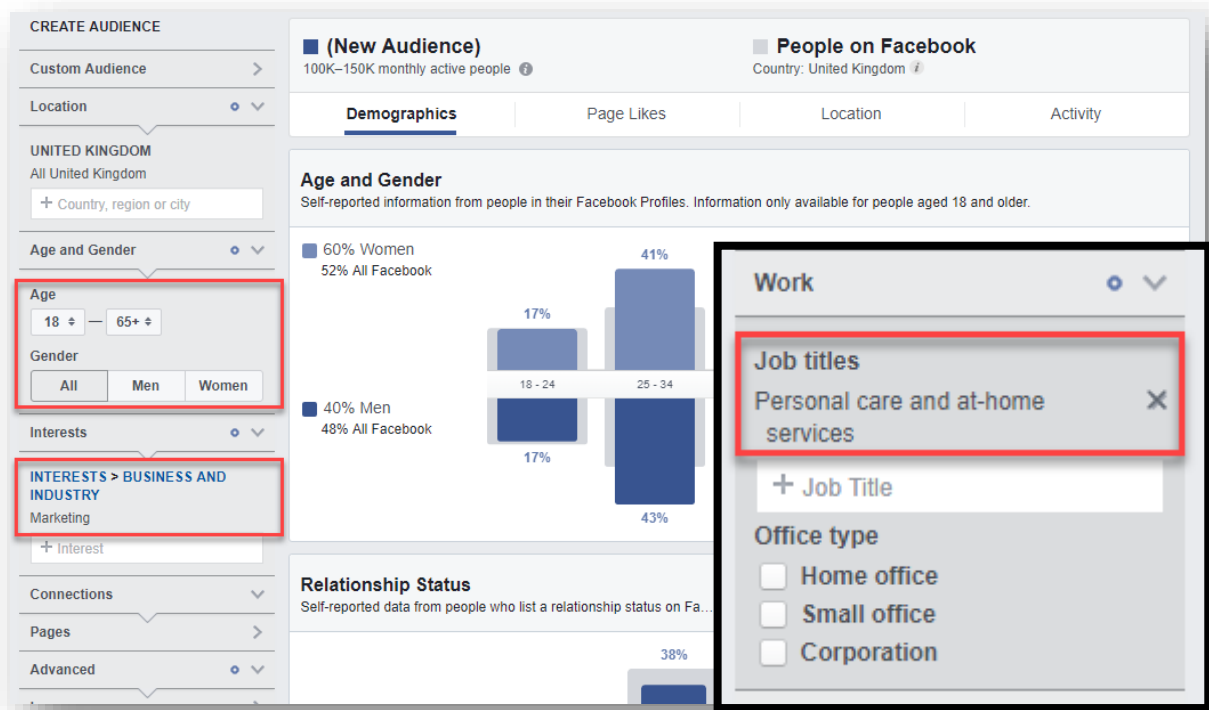 CREATE AUDIENCE
Custom Audience
Location
UNITED KINGDOM
All United Kingdom
+ Country, region or city
Age and Gender
Age
18 — 65+
Gender
All Men Women
Interests
INTERESTS > BUSINESS AND
INDUSTRY
Marketing
+ Interest
Connections
Pages
Advanced
(New Audience)
100K–150K monthly active people
People on Facebook
Country: United Kingdom
Demographics Page Likes Location Activity
Age and Gender
Self-reported information from people in their Facebook Profiles. Information only available for people aged 18 and older.
60% Women
52% All Facebook
17%
41%
18 - 24
25 - 34
40% Men
48% All Facebook
17%
43%
Relationship Status
Self-reported data from people who list a relationship status on Fa...
38%
Work
Job titles
Personal care and at-home
services
+ Job Title
Office type
Home office
Small office
Corporation